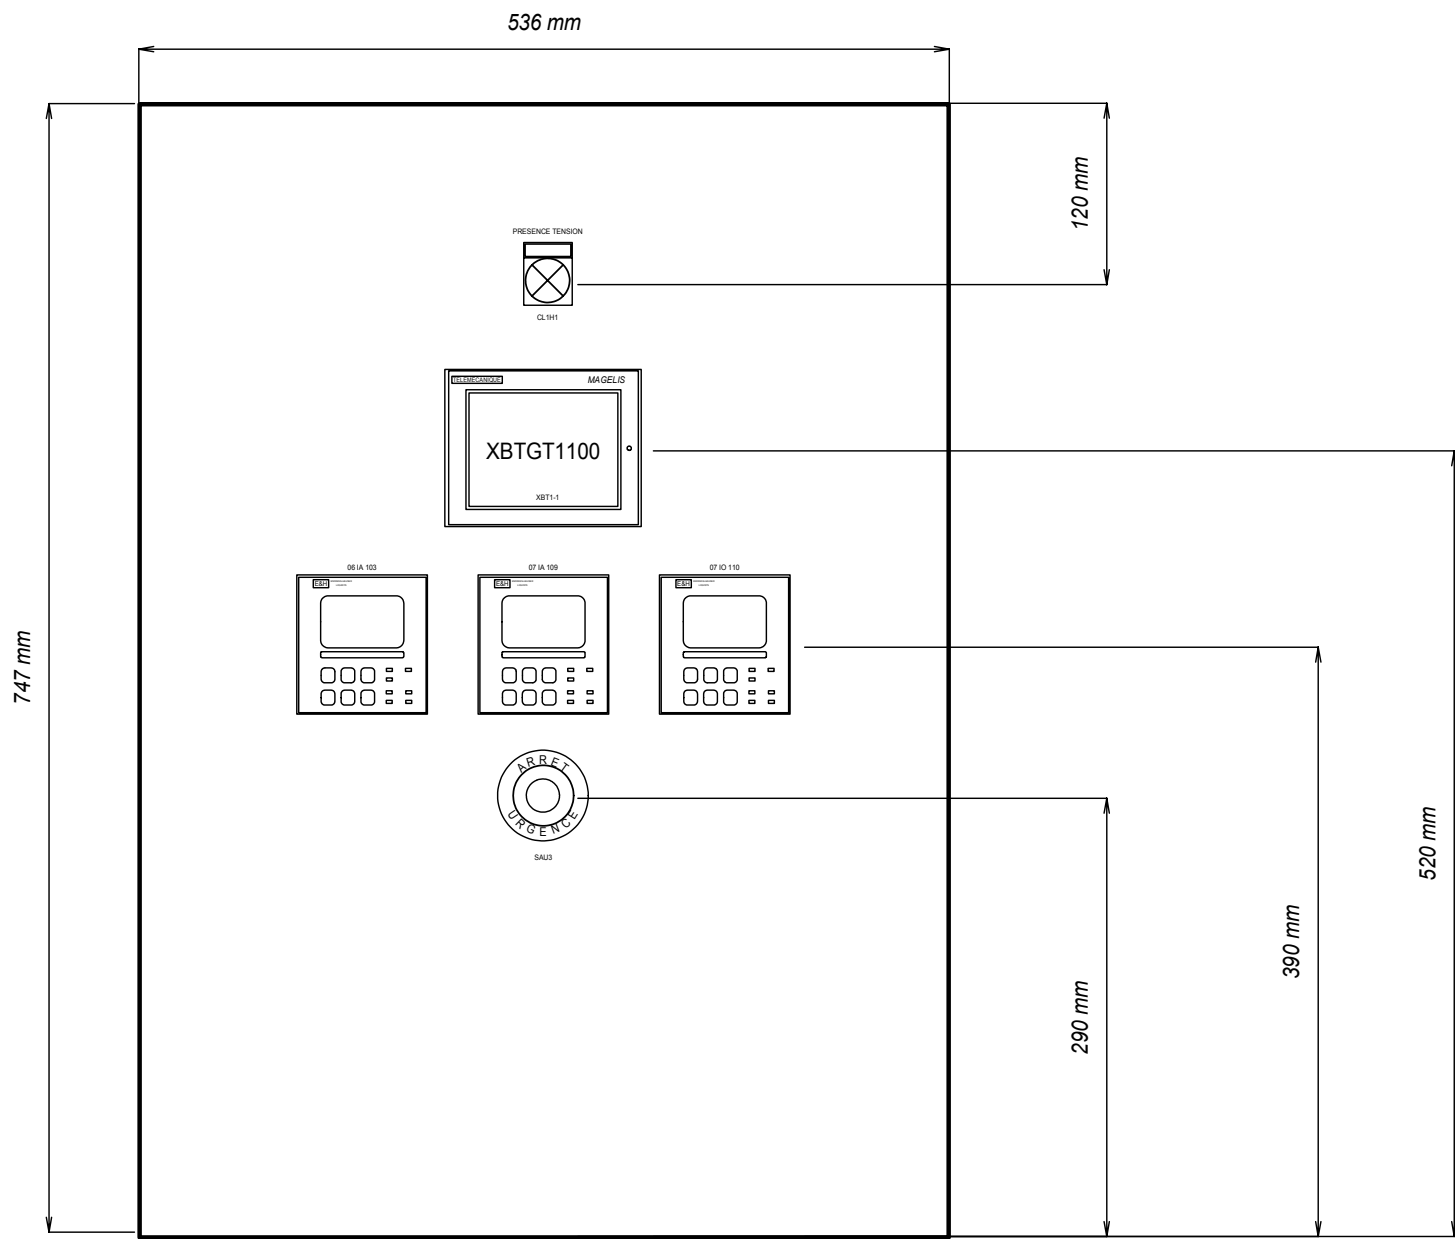 536 mm
120 mm
PRESENCE TENSION
CL1H1
TELEMECANIQUE
MAGELIS
XBTGT1100
XBT1-1
06 IA 103
07 IA 109
07 IO 110
E&H
E&H
E&H
747 mm
ARRET
URGENCE
SAU3
520 mm
390 mm
290 mm